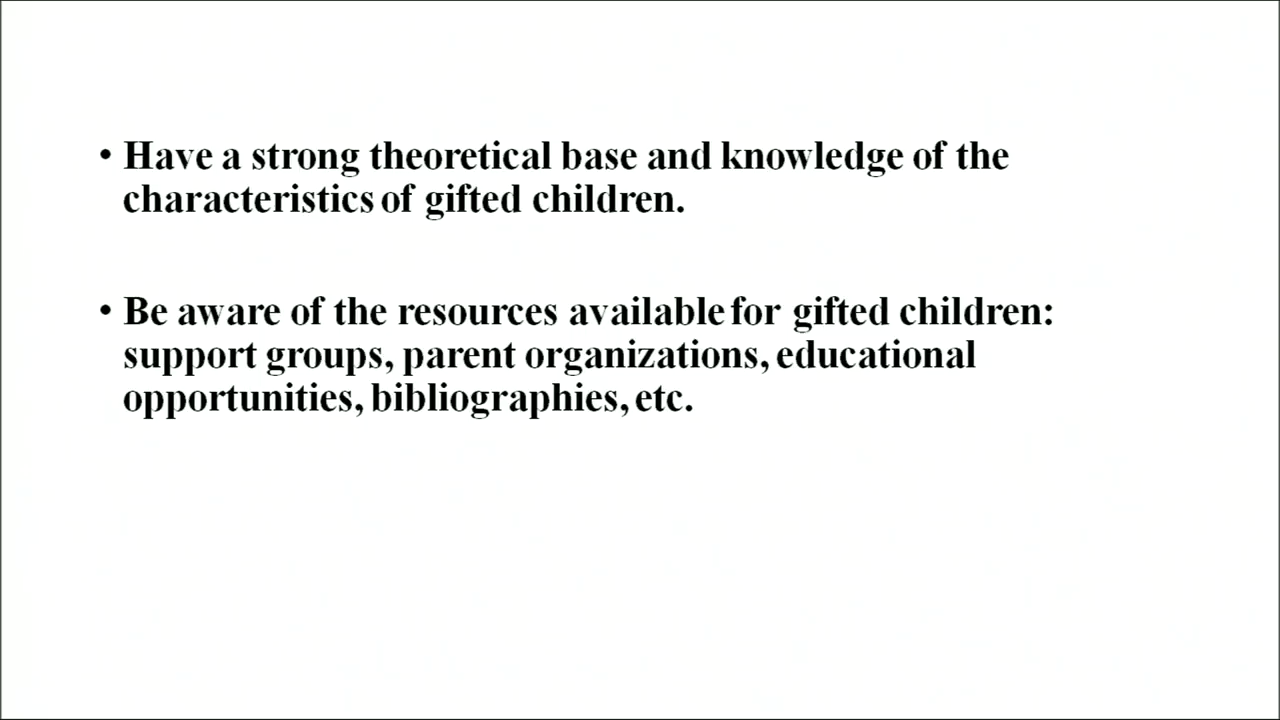 • Have a strong theoretical base and knowledge of the
characteristics of gifted children.
• Be aware of the resources available for gifted children:
support groups, parent organizations, educational
opportunities, bibliographies, etc.